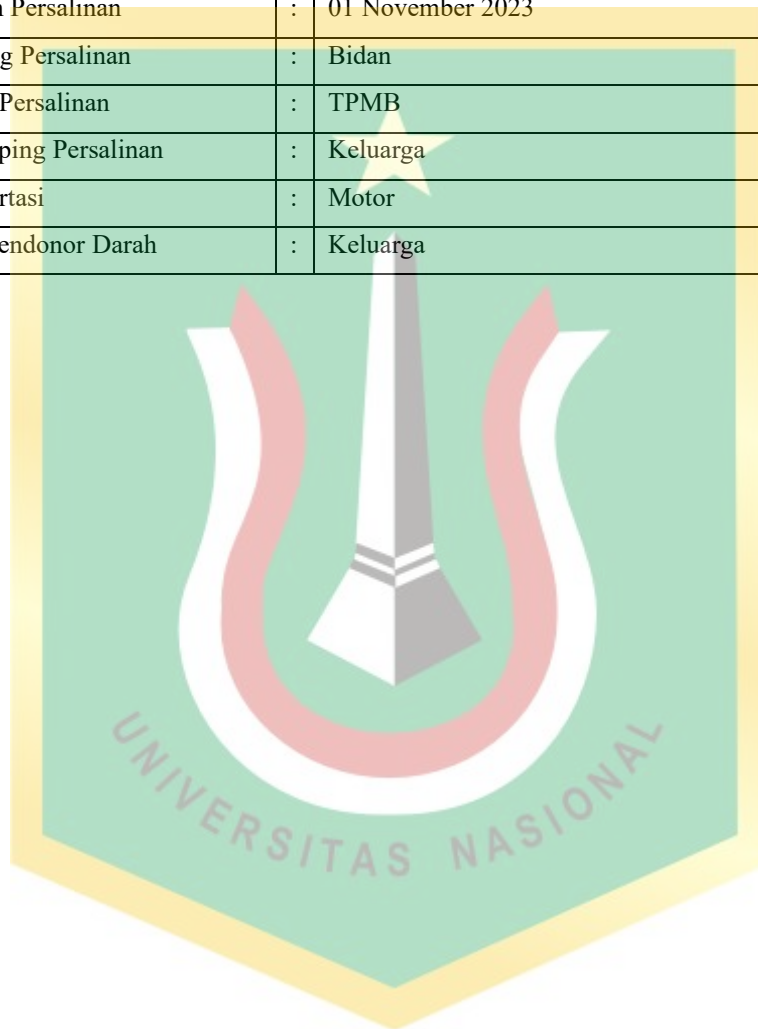 n Persalinan : 01 November 2023
g Persalinan : Bidan
Persalinan : TPMB
ping Persalinan : Keluarga
rtasi : Motor
endonor Darah : Keluarga
UNIVERSITAS NASIONAL